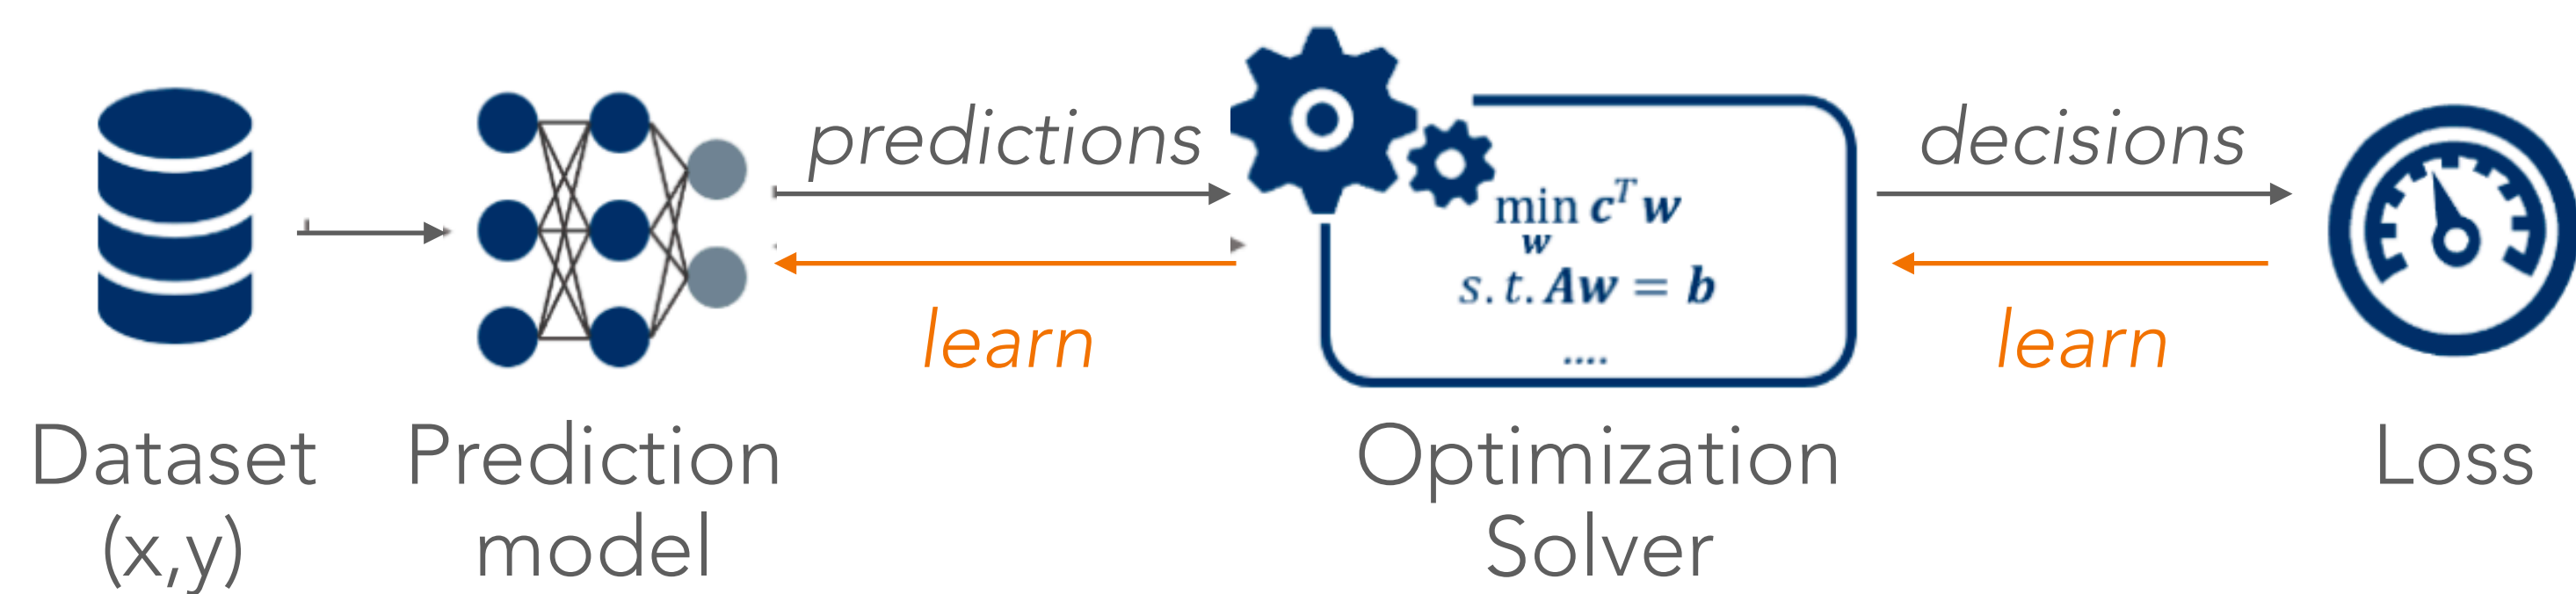 predictions
learn
min c^T w
w
s.t. Aw = b
....
decisions
learn
Dataset
(x,y)
Prediction
model
Optimization
Solver
Loss